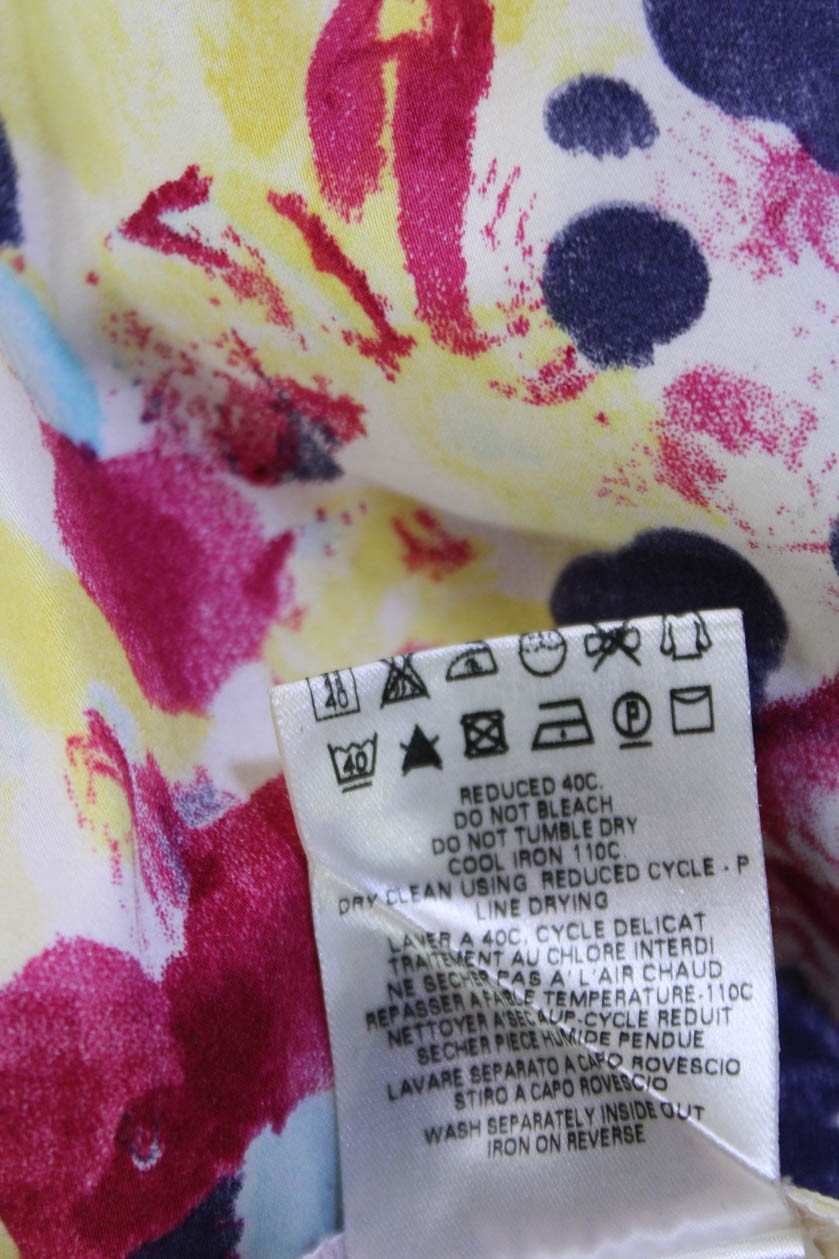 40
40 P
REDUCED 40C.
DO NOT BLEACH
DO NOT TUMBLE DRY
COOL IRON 110C
DRY CLEAN USING REDUCED CYCLE - P
LINE DRYING
LAVER A 40C, CYCLE DELICAT
TRAITEMENT AU CHLORE INTERDI
NE SECHER PAS A' L'AIR CHAUD
REPASSER A FABLE TEMPERATURE-110C
NETTOYER A'SEC AUP-CYCLE REDUIT
SECHER PIECE HUMIDE PENDUE
LAVARE SEPARATO A CAPO ROVESCIO
STIRO A CAPO ROVESCIO
WASH SEPARATELY INSIDE OUT
IRON ON REVERSE